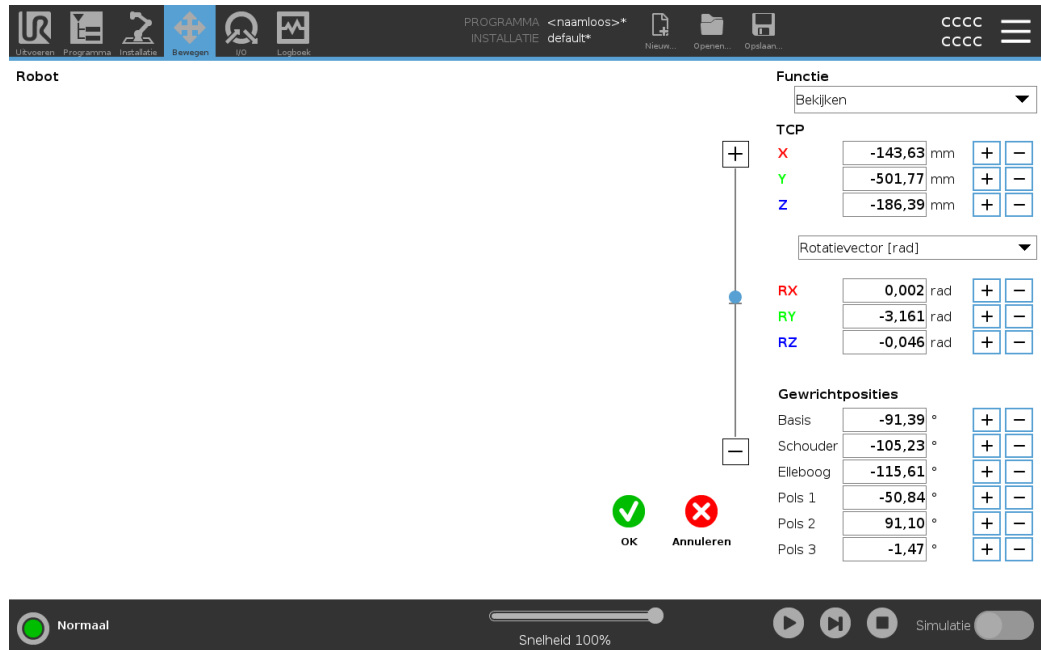 UR
Uitvoeren Programma Installatie Bewegen I/O Logboek
PROGRAMMA <naamloos>*
INSTALLATIE default*
Nieuw... Openen... Opslaan...
CCCC
CCCC
Robot
Functie
Bekijken
TCP
X -143,63 mm + −
Y -501,77 mm + −
Z -186,39 mm + −
Rotatievector [rad]
RX 0,002 rad + −
RY -3,161 rad + −
RZ -0,046 rad + −
Gewrichtposities
Basis -91,39 ° + −
Schouder -105,23 ° + −
Elleboog -115,61 ° + −
Pols 1 -50,84 ° + −
Pols 2 91,10 ° + −
Pols 3 -1,47 ° + −
+
−
OK Annuleren
Normaal
Snelheid 100%
Simulatie